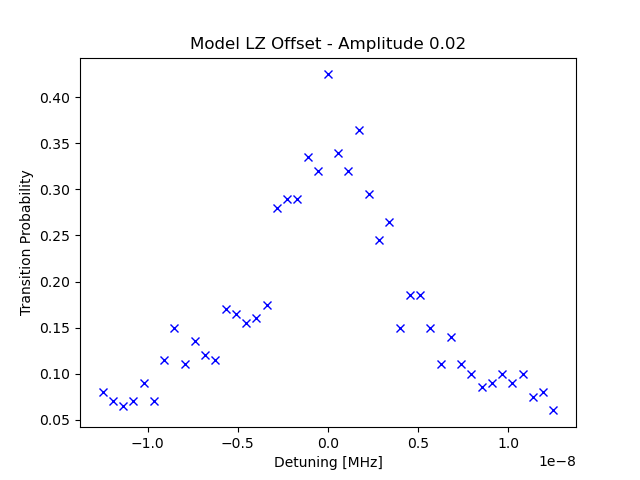 Model LZ Offset - Amplitude 0.02
Transition Probability
0.40
0.35
0.30
0.25
0.20
0.15
0.10
0.05
−1.0 −0.5 0.0 0.5 1.0
Detuning [MHz]
1e−8